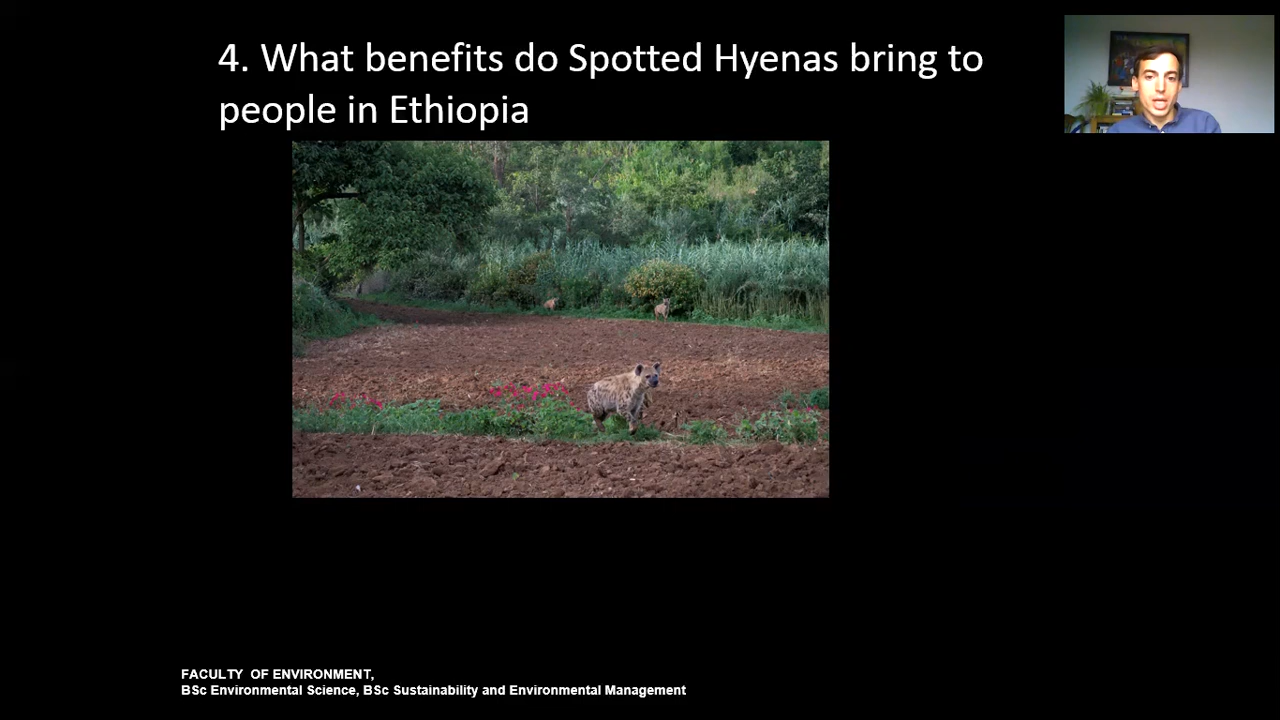 4. What benefits do Spotted Hyenas bring to
people in Ethiopia
FACULTY  OF ENVIRONMENT,
BSc Environmental Science, BSc Sustainability and Environmental Management